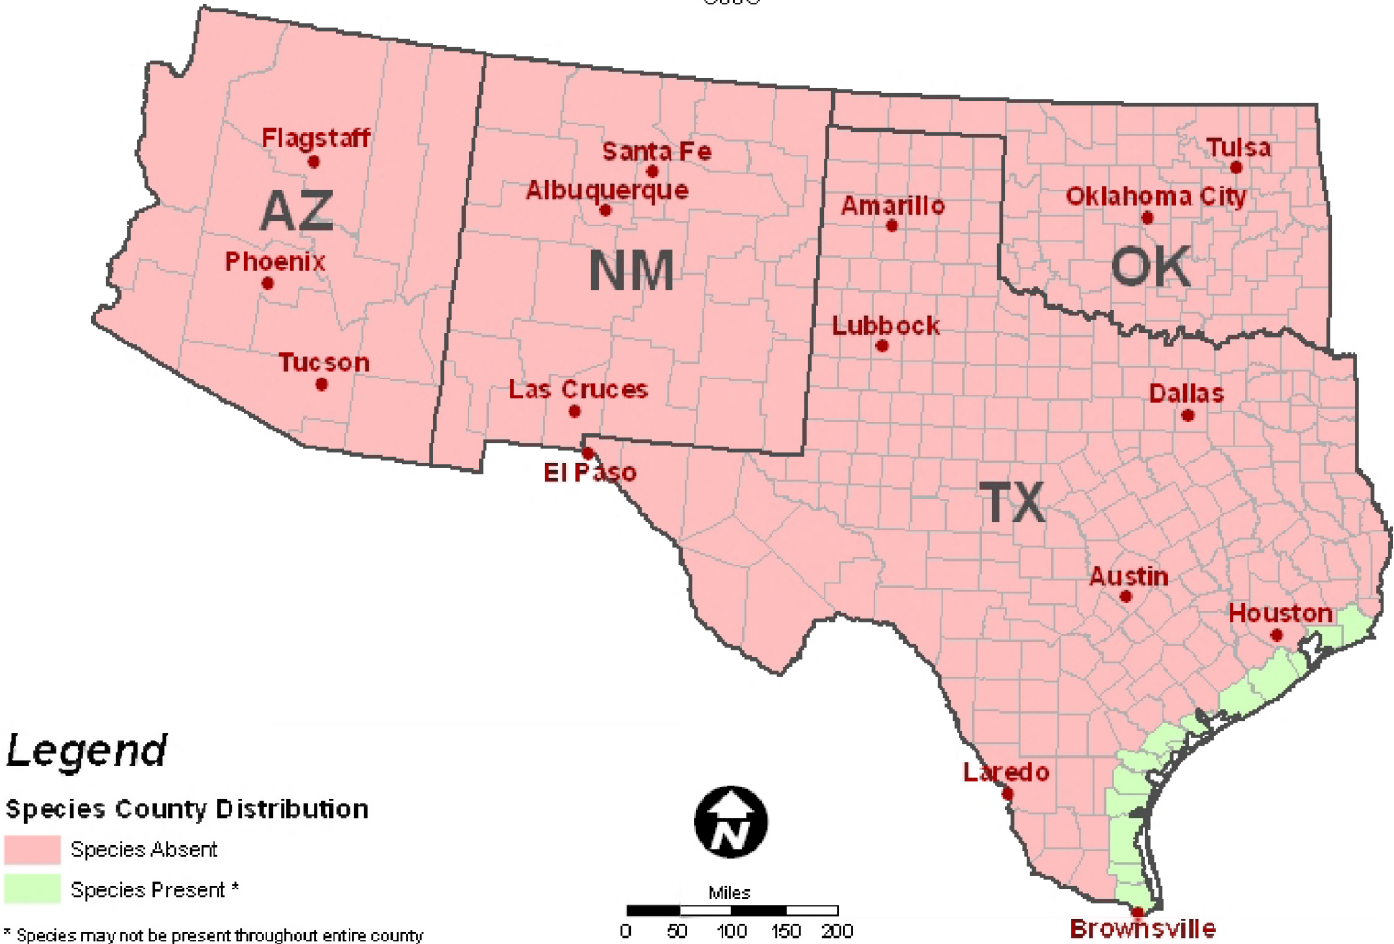 Flagstaff
AZ
Phoenix
Tucson
Santa Fe
Albuquerque
NM
Las Cruces
El Paso
Amarillo
Lubbock
Tulsa
Oklahoma City
OK
Dallas
TX
Austin
Houston
Laredo
Brownsville
Legend
Species County Distribution
Species Absent
Species Present *
* Species may not be present throughout entire county
N
Miles
0 50 100 150 200